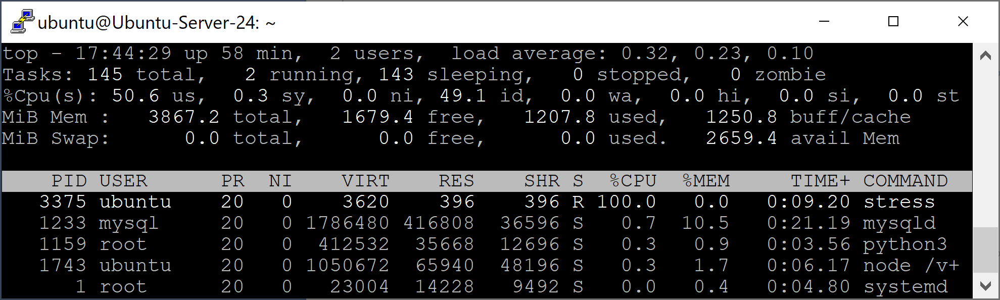 ubuntu@Ubuntu-Server-24: ~
top - 17:44:29 up 58 min,  2 users,  load average: 0.32, 0.23, 0.10
Tasks: 145 total,   2 running, 143 sleeping,   0 stopped,   0 zombie
%Cpu(s): 50.6 us,  0.3 sy,  0.0 ni, 49.1 id,  0.0 wa,  0.0 hi,  0.0 si,  0.0 st
MiB Mem :   3867.2 total,   1679.4 free,   1207.8 used,   1250.8 buff/cache
MiB Swap:      0.0 total,      0.0 free,      0.0 used.   2659.4 avail Mem
    PID USER      PR  NI    VIRT    RES    SHR S  %CPU  %MEM     TIME+ COMMAND
   3375 ubuntu    20   0    3620    396    396 R 100.0   0.0   0:09.20 stress
   1233 mysql     20   0 1786480 416808  36596 S   0.7  10.5   0:21.19 mysqld
   1159 root      20   0  412532  35668  12696 S   0.3   0.9   0:03.56 python3
   1743 ubuntu    20   0 1050672  65940  48196 S   0.3   1.7   0:06.17 node /v+
      1 root      20   0   23004  14228   9492 S   0.0   0.4   0:04.80 systemd